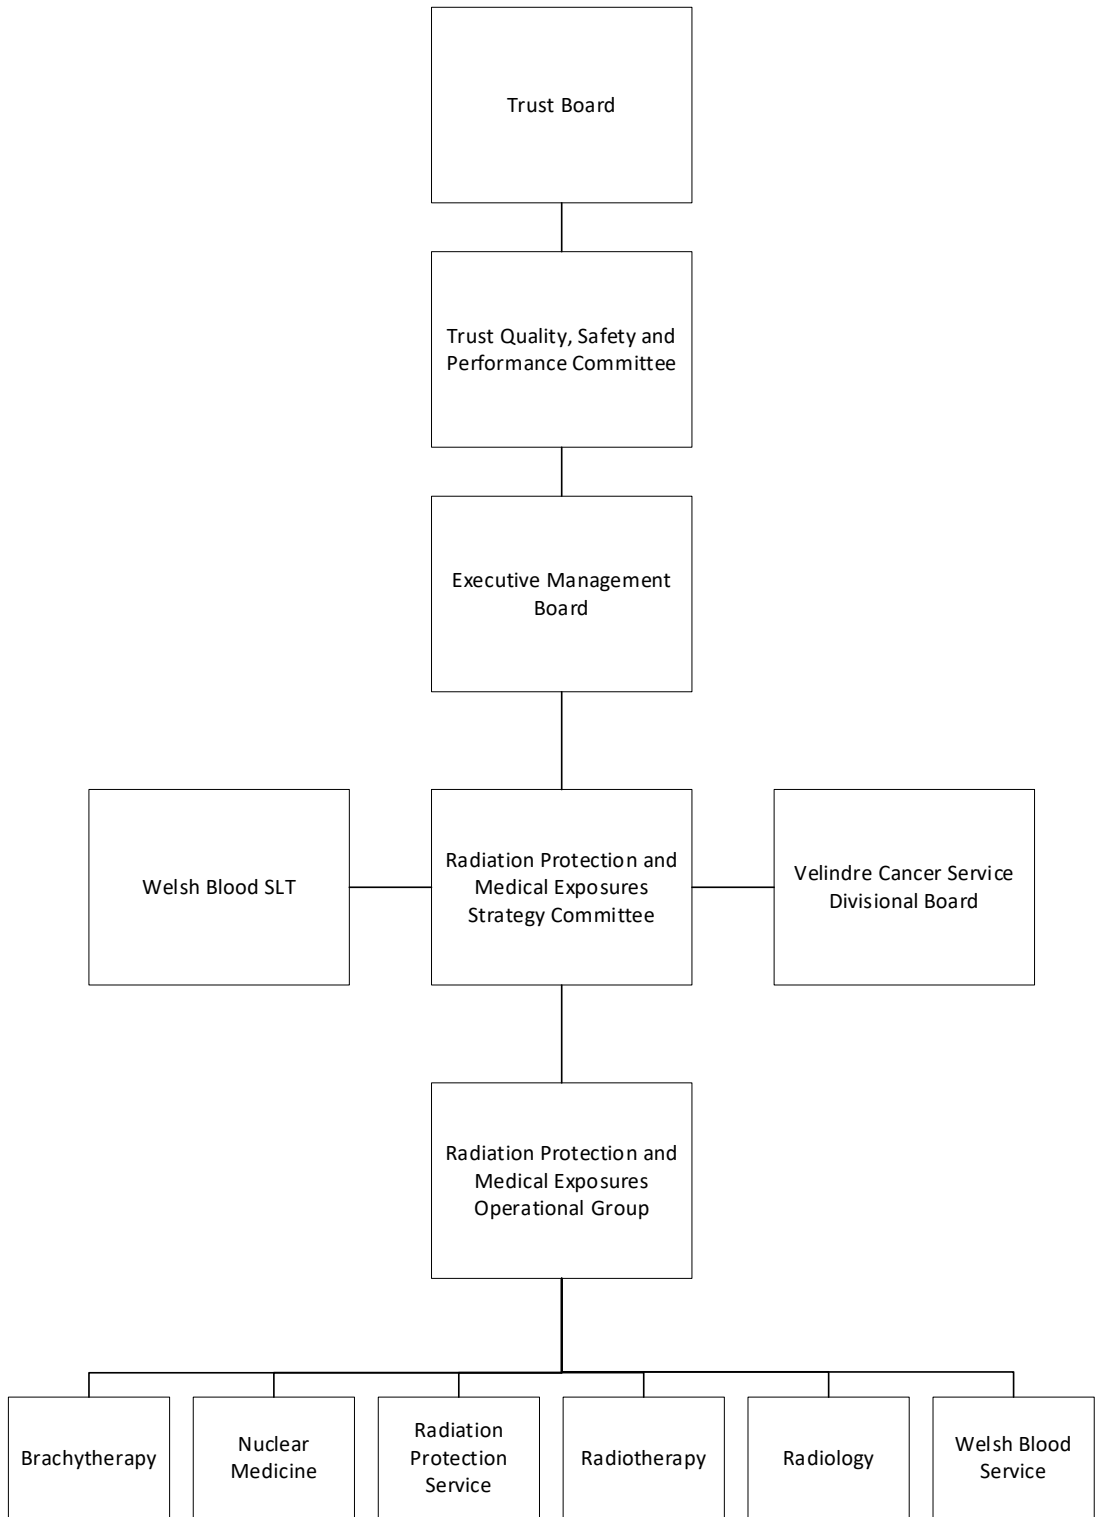 Trust Board
Trust Quality, Safety and
Performance Committee
Executive Management
Board
Welsh Blood SLT
Radiation Protection and
Medical Exposures
Strategy Committee
Velindre Cancer Service
Divisional Board
Radiation Protection and
Medical Exposures
Operational Group
Brachytherapy
Nuclear
Medicine
Radiation
Protection
Service
Radiotherapy
Radiology
Welsh Blood
Service